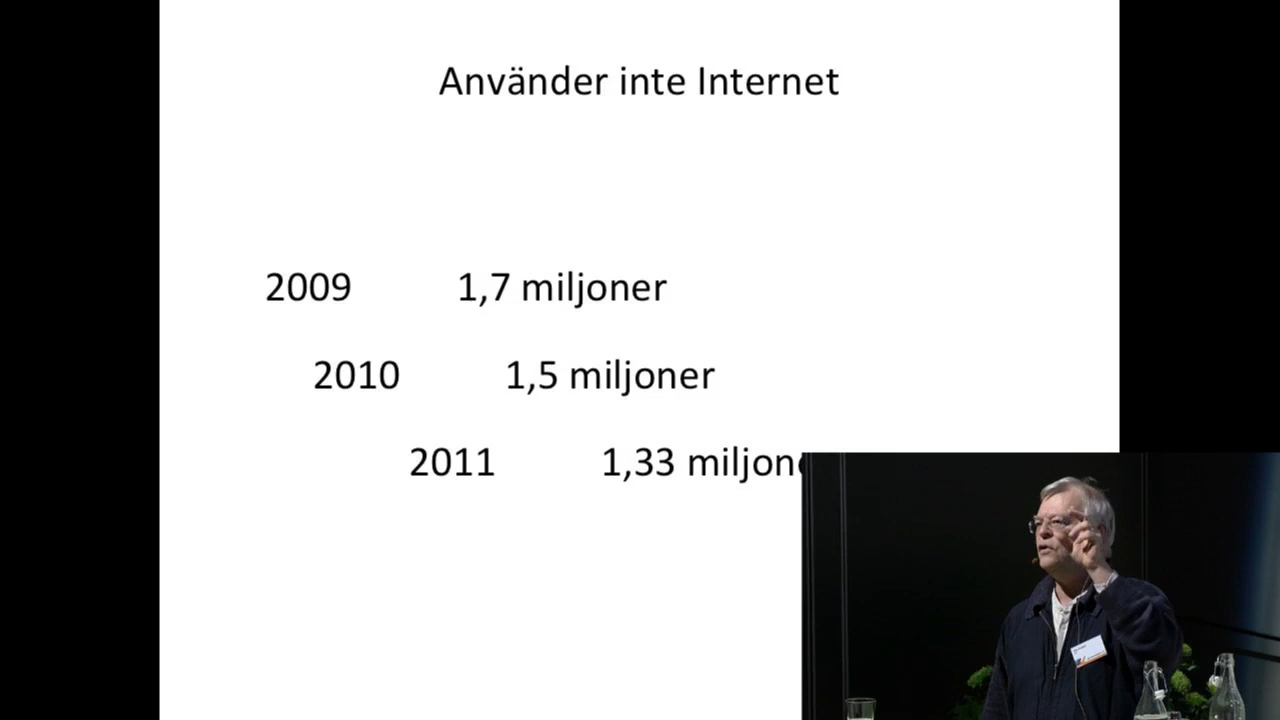 Använder inte Internet
2009 1,7 miljoner
2010 1,5 miljoner
2011 1,33